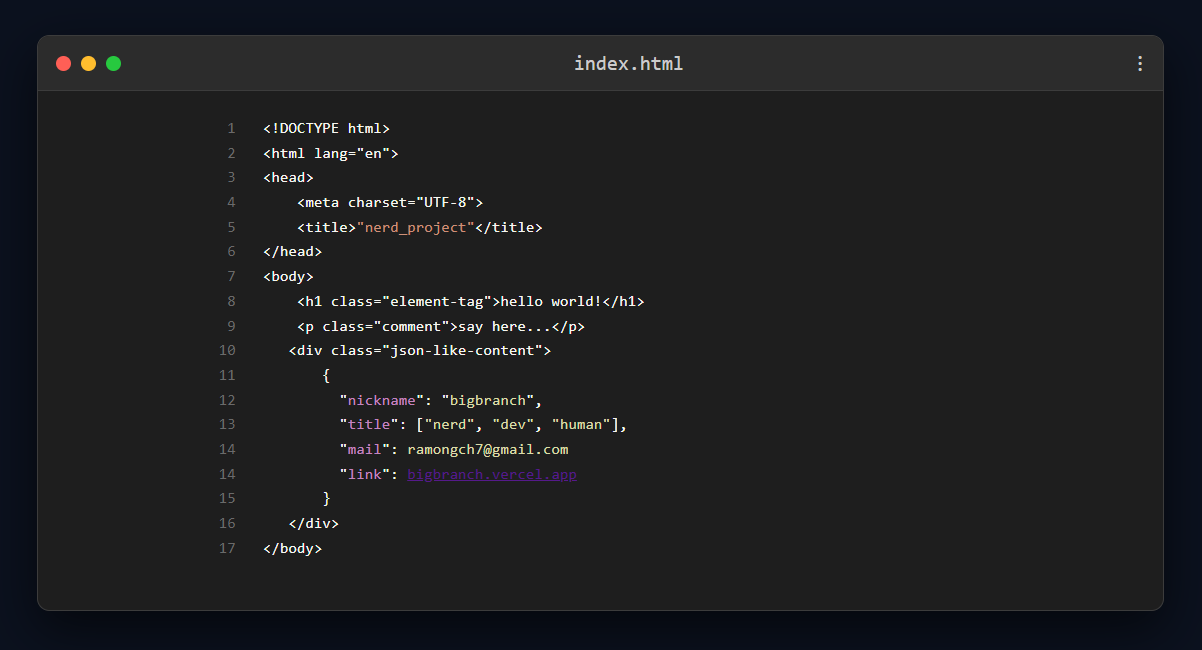 index.html
1 <!DOCTYPE html>
2 <html lang="en">
3 <head>
4 <meta charset="UTF-8">
5 <title>"nerd_project"</title>
6 </head>
7 <body>
8 <h1 class="element-tag">hello world!</h1>
9 <p class="comment">say here...</p>
10 <div class="json-like-content">
11 {
12 "nickname": "bigbranch",
13 "title": ["nerd", "dev", "human"],
14 "mail": ramongch7@gmail.com
14 "link": bigbranch.vercel.app
15 }
16 </div>
17 </body>